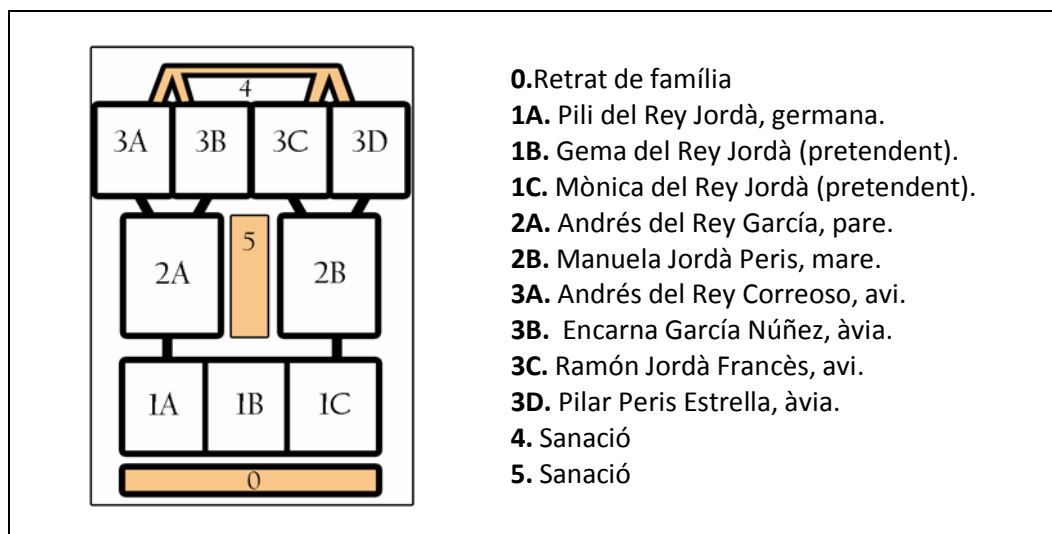 4
3A 3B 3C 3D
5
2A 2B
1A 1B 1C
0
0.Retrat de família
1A. Pili del Rey Jordà, germana.
1B. Gema del Rey Jordà (pretendent).
1C. Mònica del Rey Jordà (pretendent).
2A. Andrés del Rey García, pare.
2B. Manuela Jordà Peris, mare.
3A. Andrés del Rey Correoso, avi.
3B. Encarna García Núñez, àvia.
3C. Ramón Jordà Francès, avi.
3D. Pilar Peris Estrella, àvia.
4. Sanació
5. Sanació